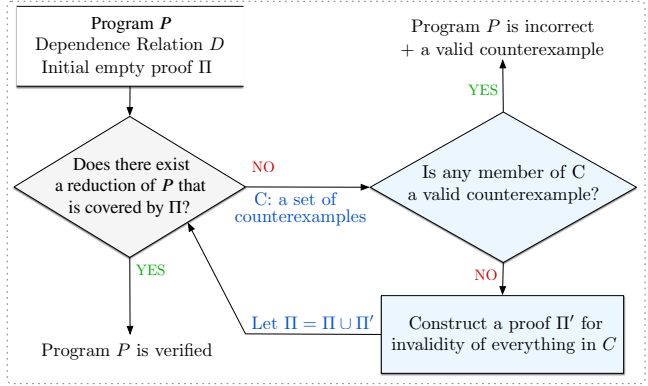 Program P
Dependence Relation D
Initial empty proof Π
Does there exist
a reduction of P that
is covered by Π?
NO
C: a set of
counterexamples
YES
Program P is verified
Program P is incorrect
+ a valid counterexample
YES
Is any member of C
a valid counterexample?
NO
Construct a proof Π′ for
invalidity of everything in C
Let Π = Π ∪ Π′